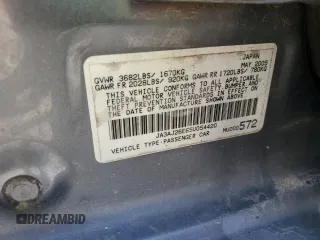 JAPAN
GVWR 3682LBS/ 1670KG MAY 2005
GAWR FR 2028LBS/ 920KG GAWR RR 1720LBS/ 780KG
THIS VEHICLE CONFORMS TO ALL APPLICABLE
FEDERAL MOTOR VEHICLE SAFETY, BUMPER, AND
THEFT PREVENTION STANDARDS IN EFFECT ON
THE DATE OF MANUFACTURE SHOWN ABOVE.
JA3AJ26E65U054420 MU000572
VEHICLE TYPE:PASSENGER CAR
DREAMBID